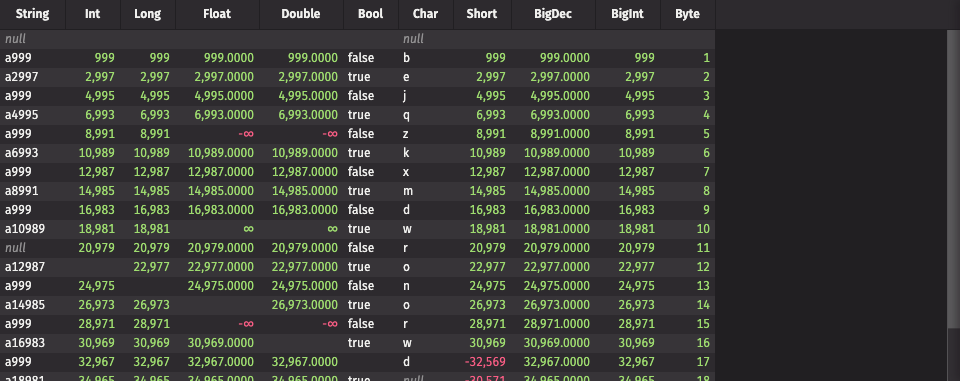 String Int Long Float Double Bool Char Short BigDec BigInt Byte
null null
a999 999 999 999.0000 999.0000 false b 999 999.0000 999 1
a2997 2,997 2,997 2,997.0000 2,997.0000 true e 2,997 2,997.0000 2,997 2
a999 4,995 4,995 4,995.0000 4,995.0000 false j 4,995 4,995.0000 4,995 3
a4995 6,993 6,993 6,993.0000 6,993.0000 true q 6,993 6,993.0000 6,993 4
a999 8,991 8,991 -∞ -∞ false z 8,991 8,991.0000 8,991 5
a6993 10,989 10,989 10,989.0000 10,989.0000 true k 10,989 10,989.0000 10,989 6
a999 12,987 12,987 12,987.0000 12,987.0000 false x 12,987 12,987.0000 12,987 7
a8991 14,985 14,985 14,985.0000 14,985.0000 true m 14,985 14,985.0000 14,985 8
a999 16,983 16,983 16,983.0000 16,983.0000 false d 16,983 16,983.0000 16,983 9
a10989 18,981 18,981 ∞ ∞ true w 18,981 18,981.0000 18,981 10
null 20,979 20,979 20,979.0000 20,979.0000 false r 20,979 20,979.0000 20,979 11
a12987 22,977 22,977.0000 22,977.0000 true o 22,977 22,977.0000 22,977 12
a999 24,975 24,975.0000 24,975.0000 false n 24,975 24,975.0000 24,975 13
a14985 26,973 26,973 26,973.0000 true o 26,973 26,973.0000 26,973 14
a999 28,971 28,971 -∞ -∞ false r 28,971 28,971.0000 28,971 15
a16983 30,969 30,969 30,969.0000 true w 30,969 30,969.0000 30,969 16
a999 32,967 32,967 32,967.0000 32,967.0000 d -32,569 32,967.0000 32,967 17
a18981 34,965 34,965 34,965.0000 34,965.0000 true null -30,571 34,965.0000 34,965 18